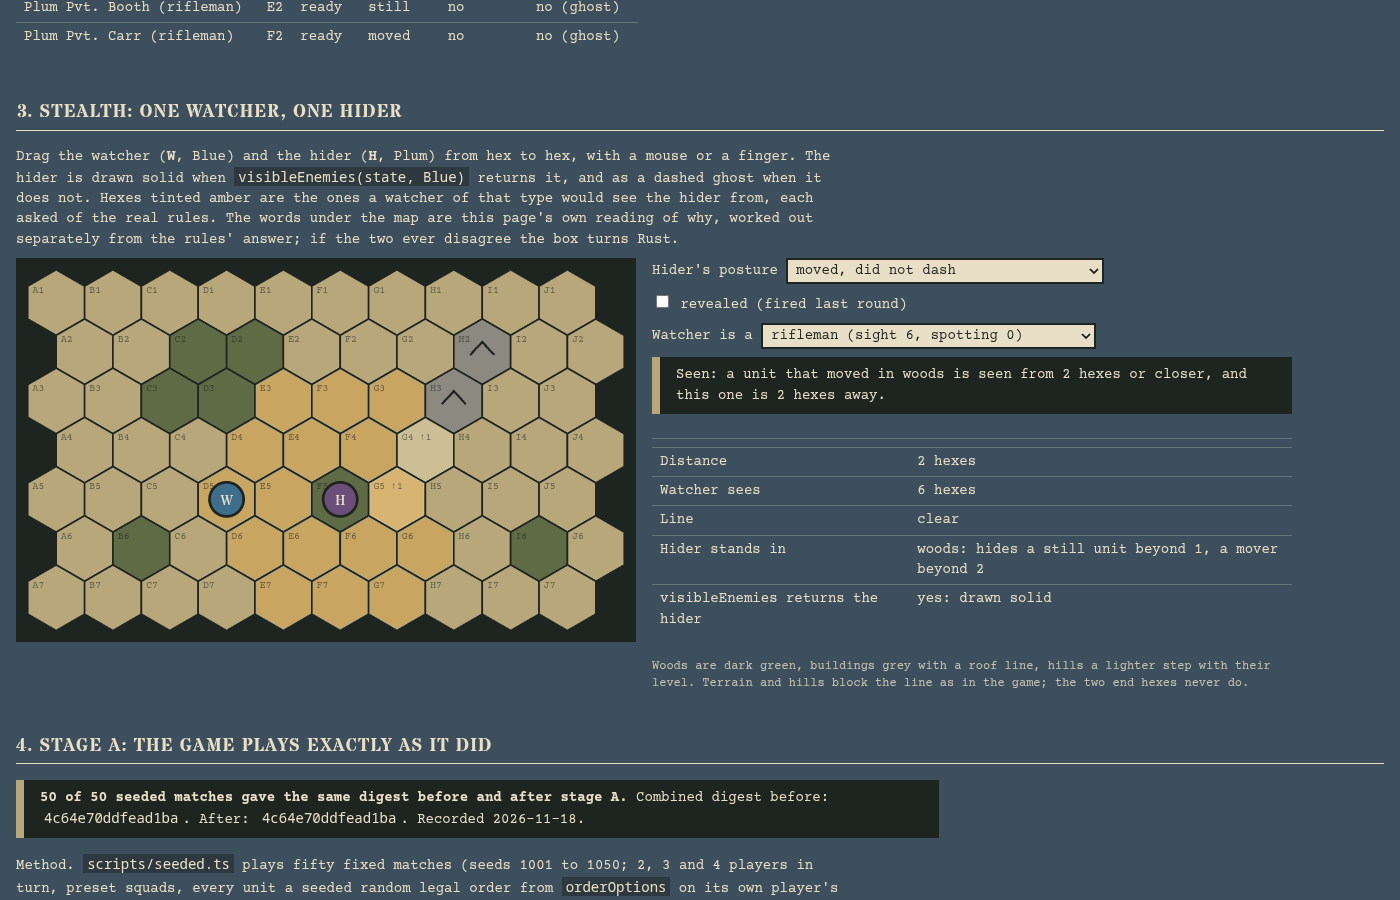 Plum Pvt. Booth (rifleman) E2 ready still no no (ghost)
Plum Pvt. Carr (rifleman) F2 ready moved no no (ghost)
3. STEALTH: ONE WATCHER, ONE HIDER
Drag the watcher (W, Blue) and the hider (H, Plum) from hex to hex, with a mouse or a finger. The
hider is drawn solid when visibleEnemies(state, Blue) returns it, and as a dashed ghost when it
does not. Hexes tinted amber are the ones a watcher of that type would see the hider from, each
asked of the real rules. The words under the map are this page's own reading of why, worked out
separately from the rules' answer; if the two ever disagree the box turns Rust.
A1 B1 C1 D1 E1 F1 G1 H1 I1 J1
A2 B2 C2 D2 E2 F2 G2 H2 I2 J2
A3 B3 C3 D3 E3 F3 G3 H3 I3 J3
A4 B4 C4 D4 E4 F4 G4 ↑1 H4 I4 J4
A5 B5 C5 D5 E5 F5 G5 ↑1 H5 I5 J5
W H
A6 B6 C6 D6 E6 F6 G6 H6 I6 J6
A7 B7 C7 D7 E7 F7 G7 H7 I7 J7
Hider's posture moved, did not dash
revealed (fired last round)
Watcher is a rifleman (sight 6, spotting 0)
Seen: a unit that moved in woods is seen from 2 hexes or closer, and
this one is 2 hexes away.
Distance 2 hexes
Watcher sees 6 hexes
Line clear
Hider stands in woods: hides a still unit beyond 1, a mover
beyond 2
visibleEnemies returns the yes: drawn solid
hider
Woods are dark green, buildings grey with a roof line, hills a lighter step with their
level. Terrain and hills block the line as in the game; the two end hexes never do.
4. STAGE A: THE GAME PLAYS EXACTLY AS IT DID
50 of 50 seeded matches gave the same digest before and after stage A. Combined digest before:
4c64e70ddfead1ba. After: 4c64e70ddfead1ba. Recorded 2026-11-18.
Method. scripts/seeded.ts plays fifty fixed matches (seeds 1001 to 1050; 2, 3 and 4 players in
turn, preset squads, every unit a seeded random legal order from orderOptions on its own player's